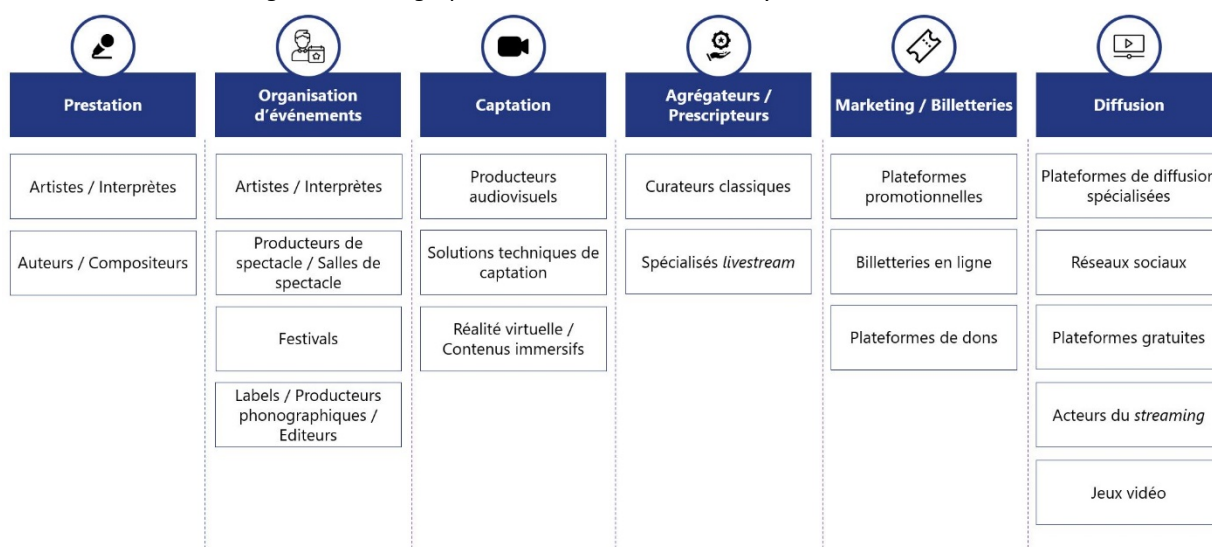 Prestation
Artistes / Interprètes
Auteurs / Compositeurs
Organisation
d'événements
Artistes / Interprètes
Producteurs de
spectacle / Salles de
spectacle
Festivals
Labels / Producteurs
phonographiques /
Editeurs
Captation
Producteurs
audiovisuels
Solutions techniques de
captation
Réalité virtuelle /
Contenus immersifs
Agrégateurs /
Prescripteurs
Curateurs classiques
Spécialisés livestream
Marketing / Billetteries
Plateformes
promotionnelles
Billetteries en ligne
Plateformes de dons
Diffusion
Plateformes de diffusion
spécialisées
Réseaux sociaux
Plateformes gratuites
Acteurs du streaming
Jeux vidéo